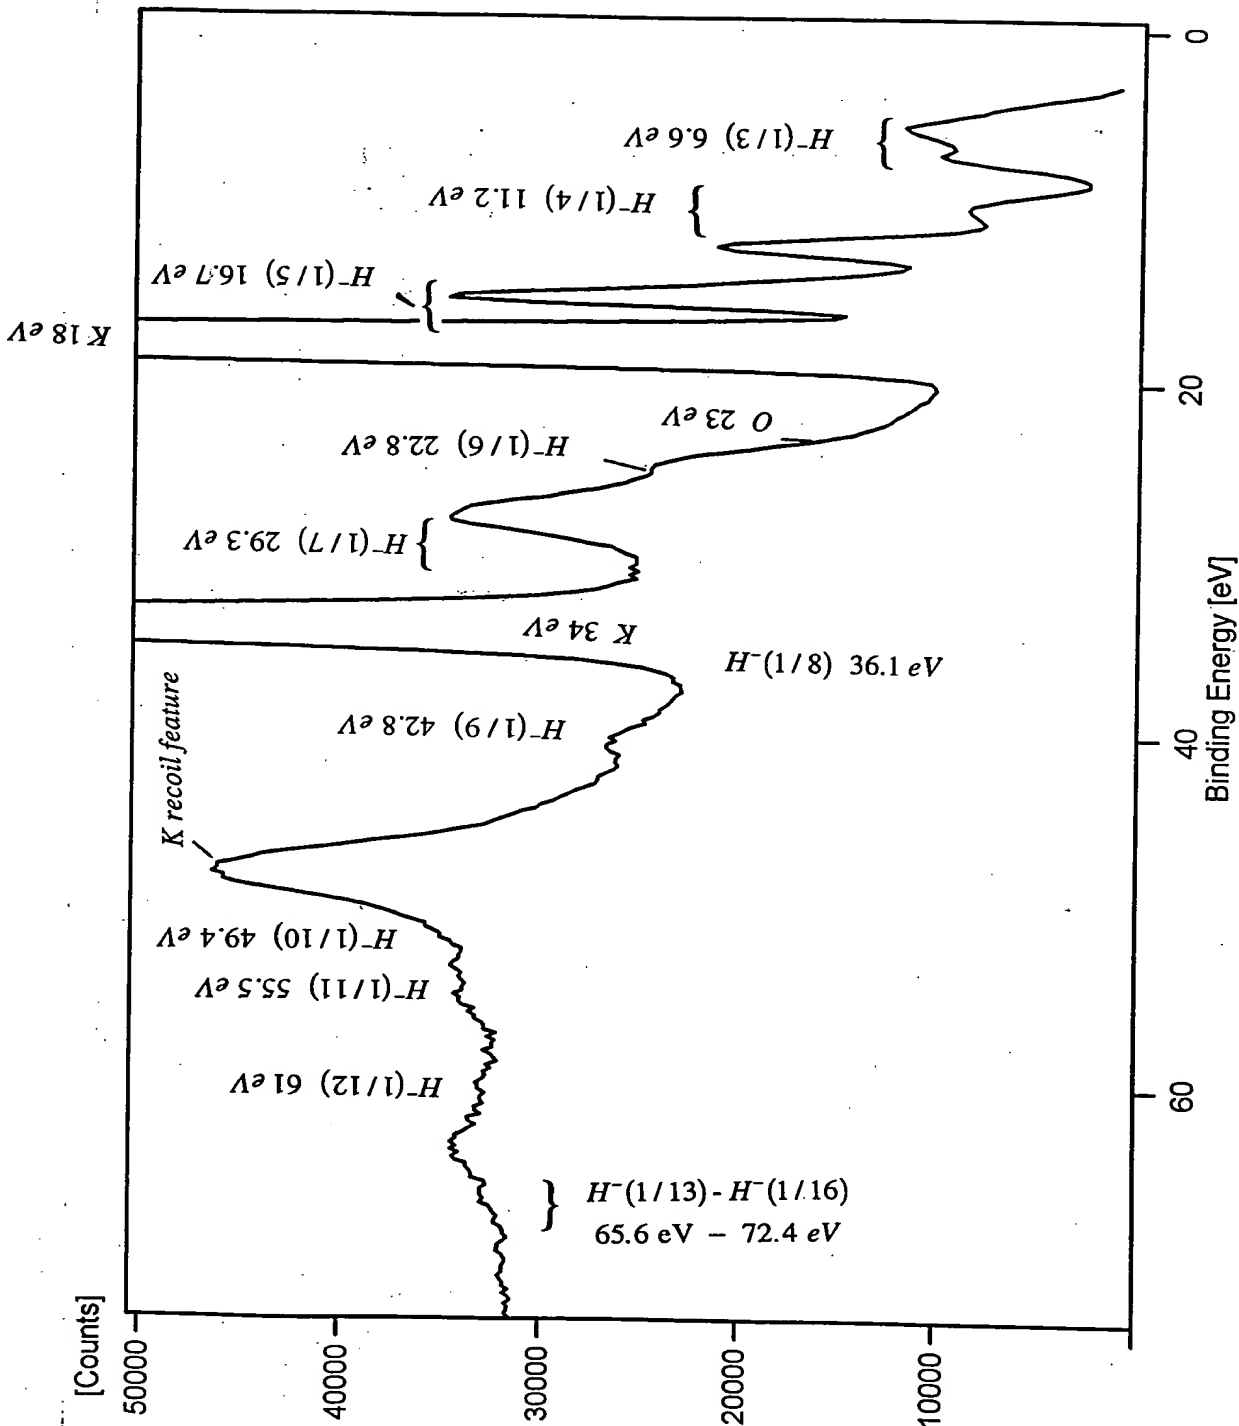 [Counts]
50000
40000
30000
20000
10000
0
20
40
60
Binding Energy [eV]
H⁻(1/3) 6.6 eV
H⁻(1/4) 11.2 eV
H⁻(1/5) 16.7 eV
K 18 eV
O 23 eV
H⁻(1/6) 22.8 eV
H⁻(1/7) 29.3 eV
K 34 eV
H⁻(1/8) 36.1 eV
H⁻(1/9) 42.8 eV
K recoil feature
H⁻(1/10) 49.4 eV
H⁻(1/11) 55.5 eV
H⁻(1/12) 61 eV
H⁻(1/13) - H⁻(1/16)
65.6 eV – 72.4 eV